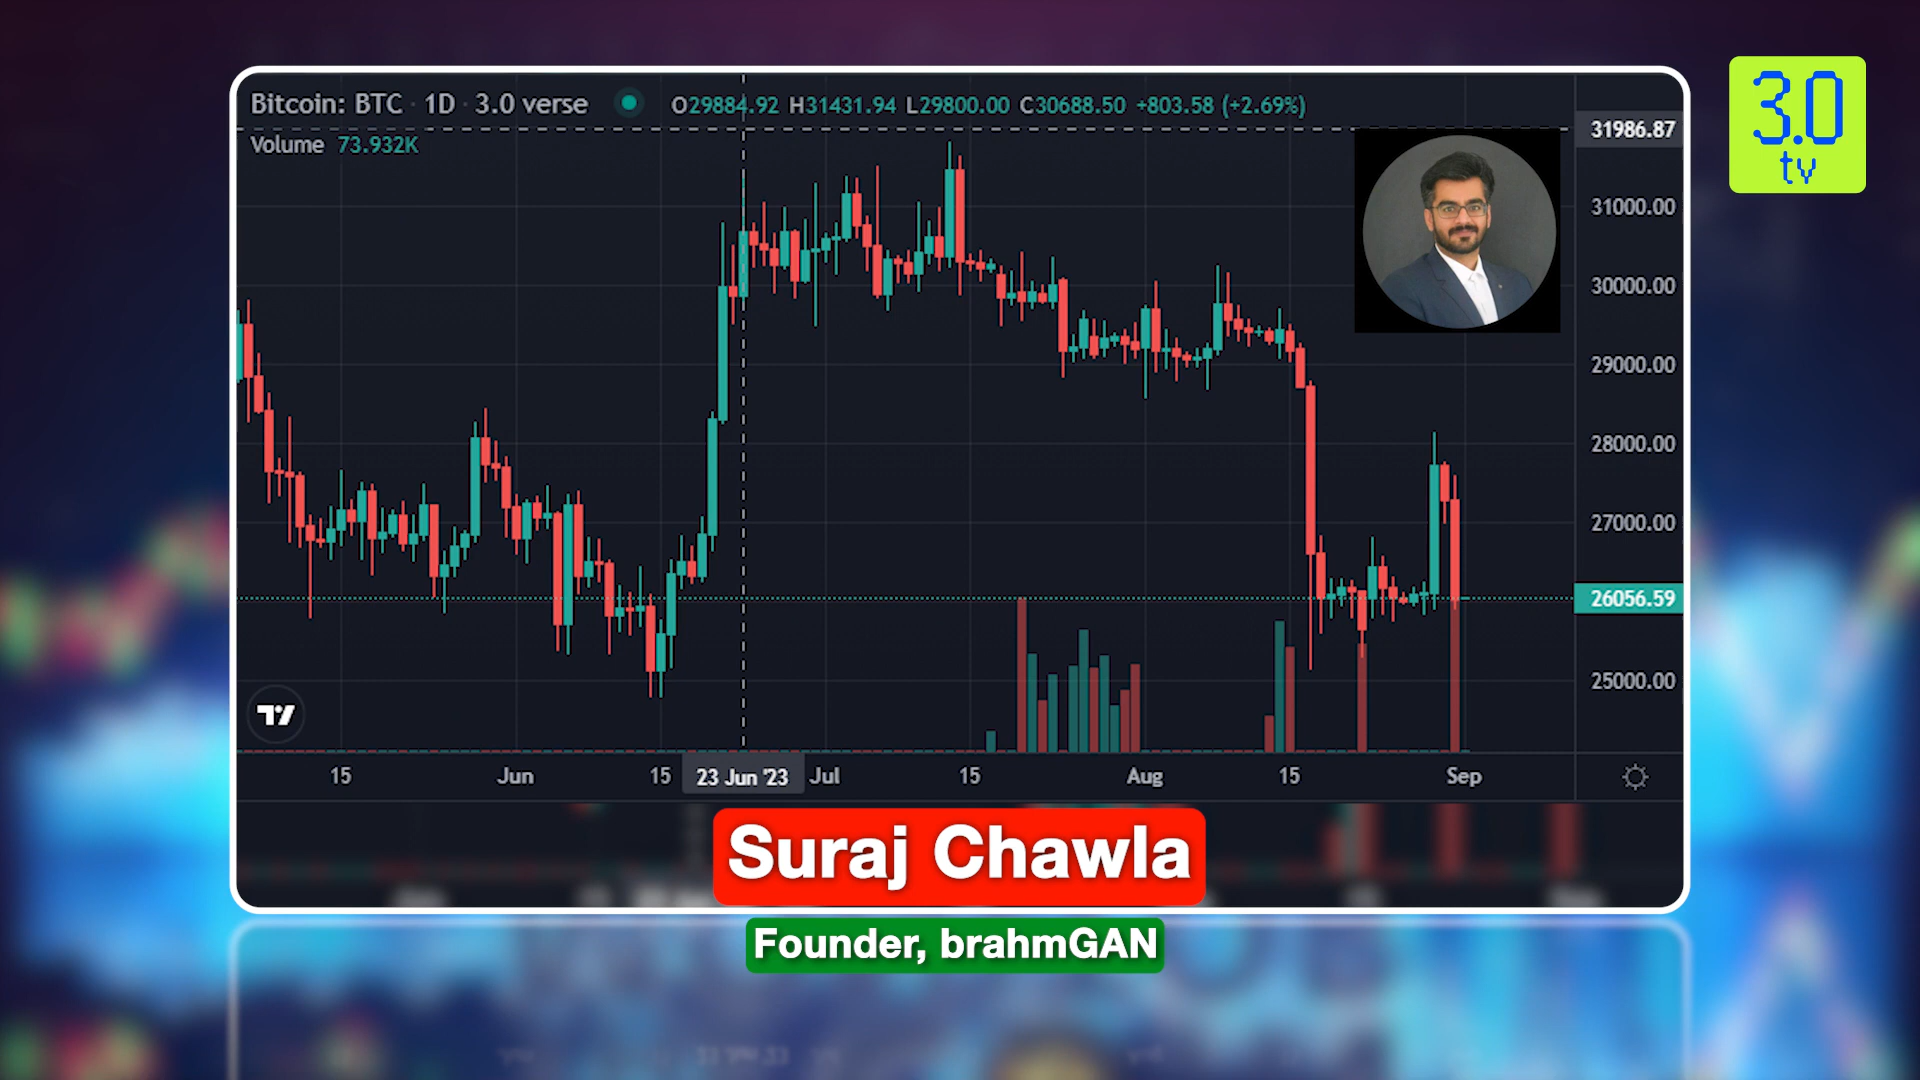 Bitcoin: BTC · 1D · 3.0 verse O29884.92 H31431.94 L29800.00 C30688.50 +803.58 (+2.69%)
Volume 73.932K
3.0
tv
31986.87
31000.00
30000.00
29000.00
28000.00
27000.00
26056.59
25000.00
15 Jun 15 23 Jun '23 Jul 15 Aug 15 Sep
Suraj Chawla
Founder, brahmGAN